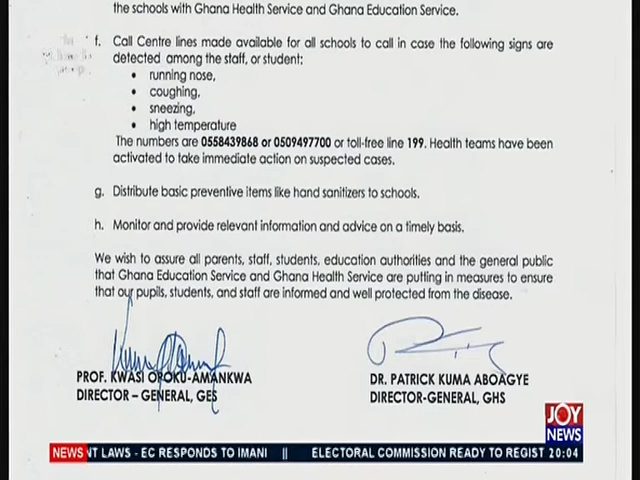 the schools with Ghana Health Service and Ghana Education Service.
f. Call Centre lines made available for all schools to call in case the following signs are
detected among the staff, or student:
• running nose,
• coughing,
• sneezing,
• high temperature
The numbers are 0558439868 or 0509497700 or toll-free line 199. Health teams have been
activated to take immediate action on suspected cases.
g. Distribute basic preventive items like hand sanitizers to schools.
h. Monitor and provide relevant information and advice on a timely basis.
We wish to assure all parents, staff, students, education authorities and the general public
that Ghana Education Service and Ghana Health Service are putting in measures to ensure
that our pupils, students, and staff are informed and well protected from the disease.
PROF. KWASI OPOKU-AMANKWA
DIRECTOR – GENERAL, GES
DR. PATRICK KUMA ABOAGYE
DIRECTOR-GENERAL, GHS
JOY
NEWS
NEWS NT LAWS - EC RESPONDS TO IMANI || ELECTORAL COMMISSION READY TO REGIST 20:04